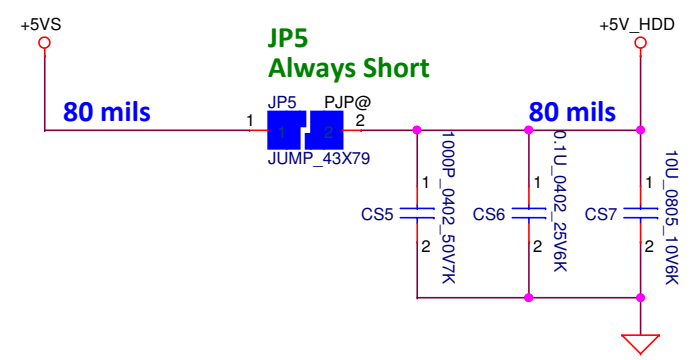 +5VS
+5V_HDD
JP5
Always Short
80 mils
JP5
PJP@
80 mils
1
1
2
2
JUMP_43X79
1000P_0402_50V7K
0.1U_0402_25V6K
10U_0805_10V6K
1
1
1
CS5
CS6
CS7
2
2
2